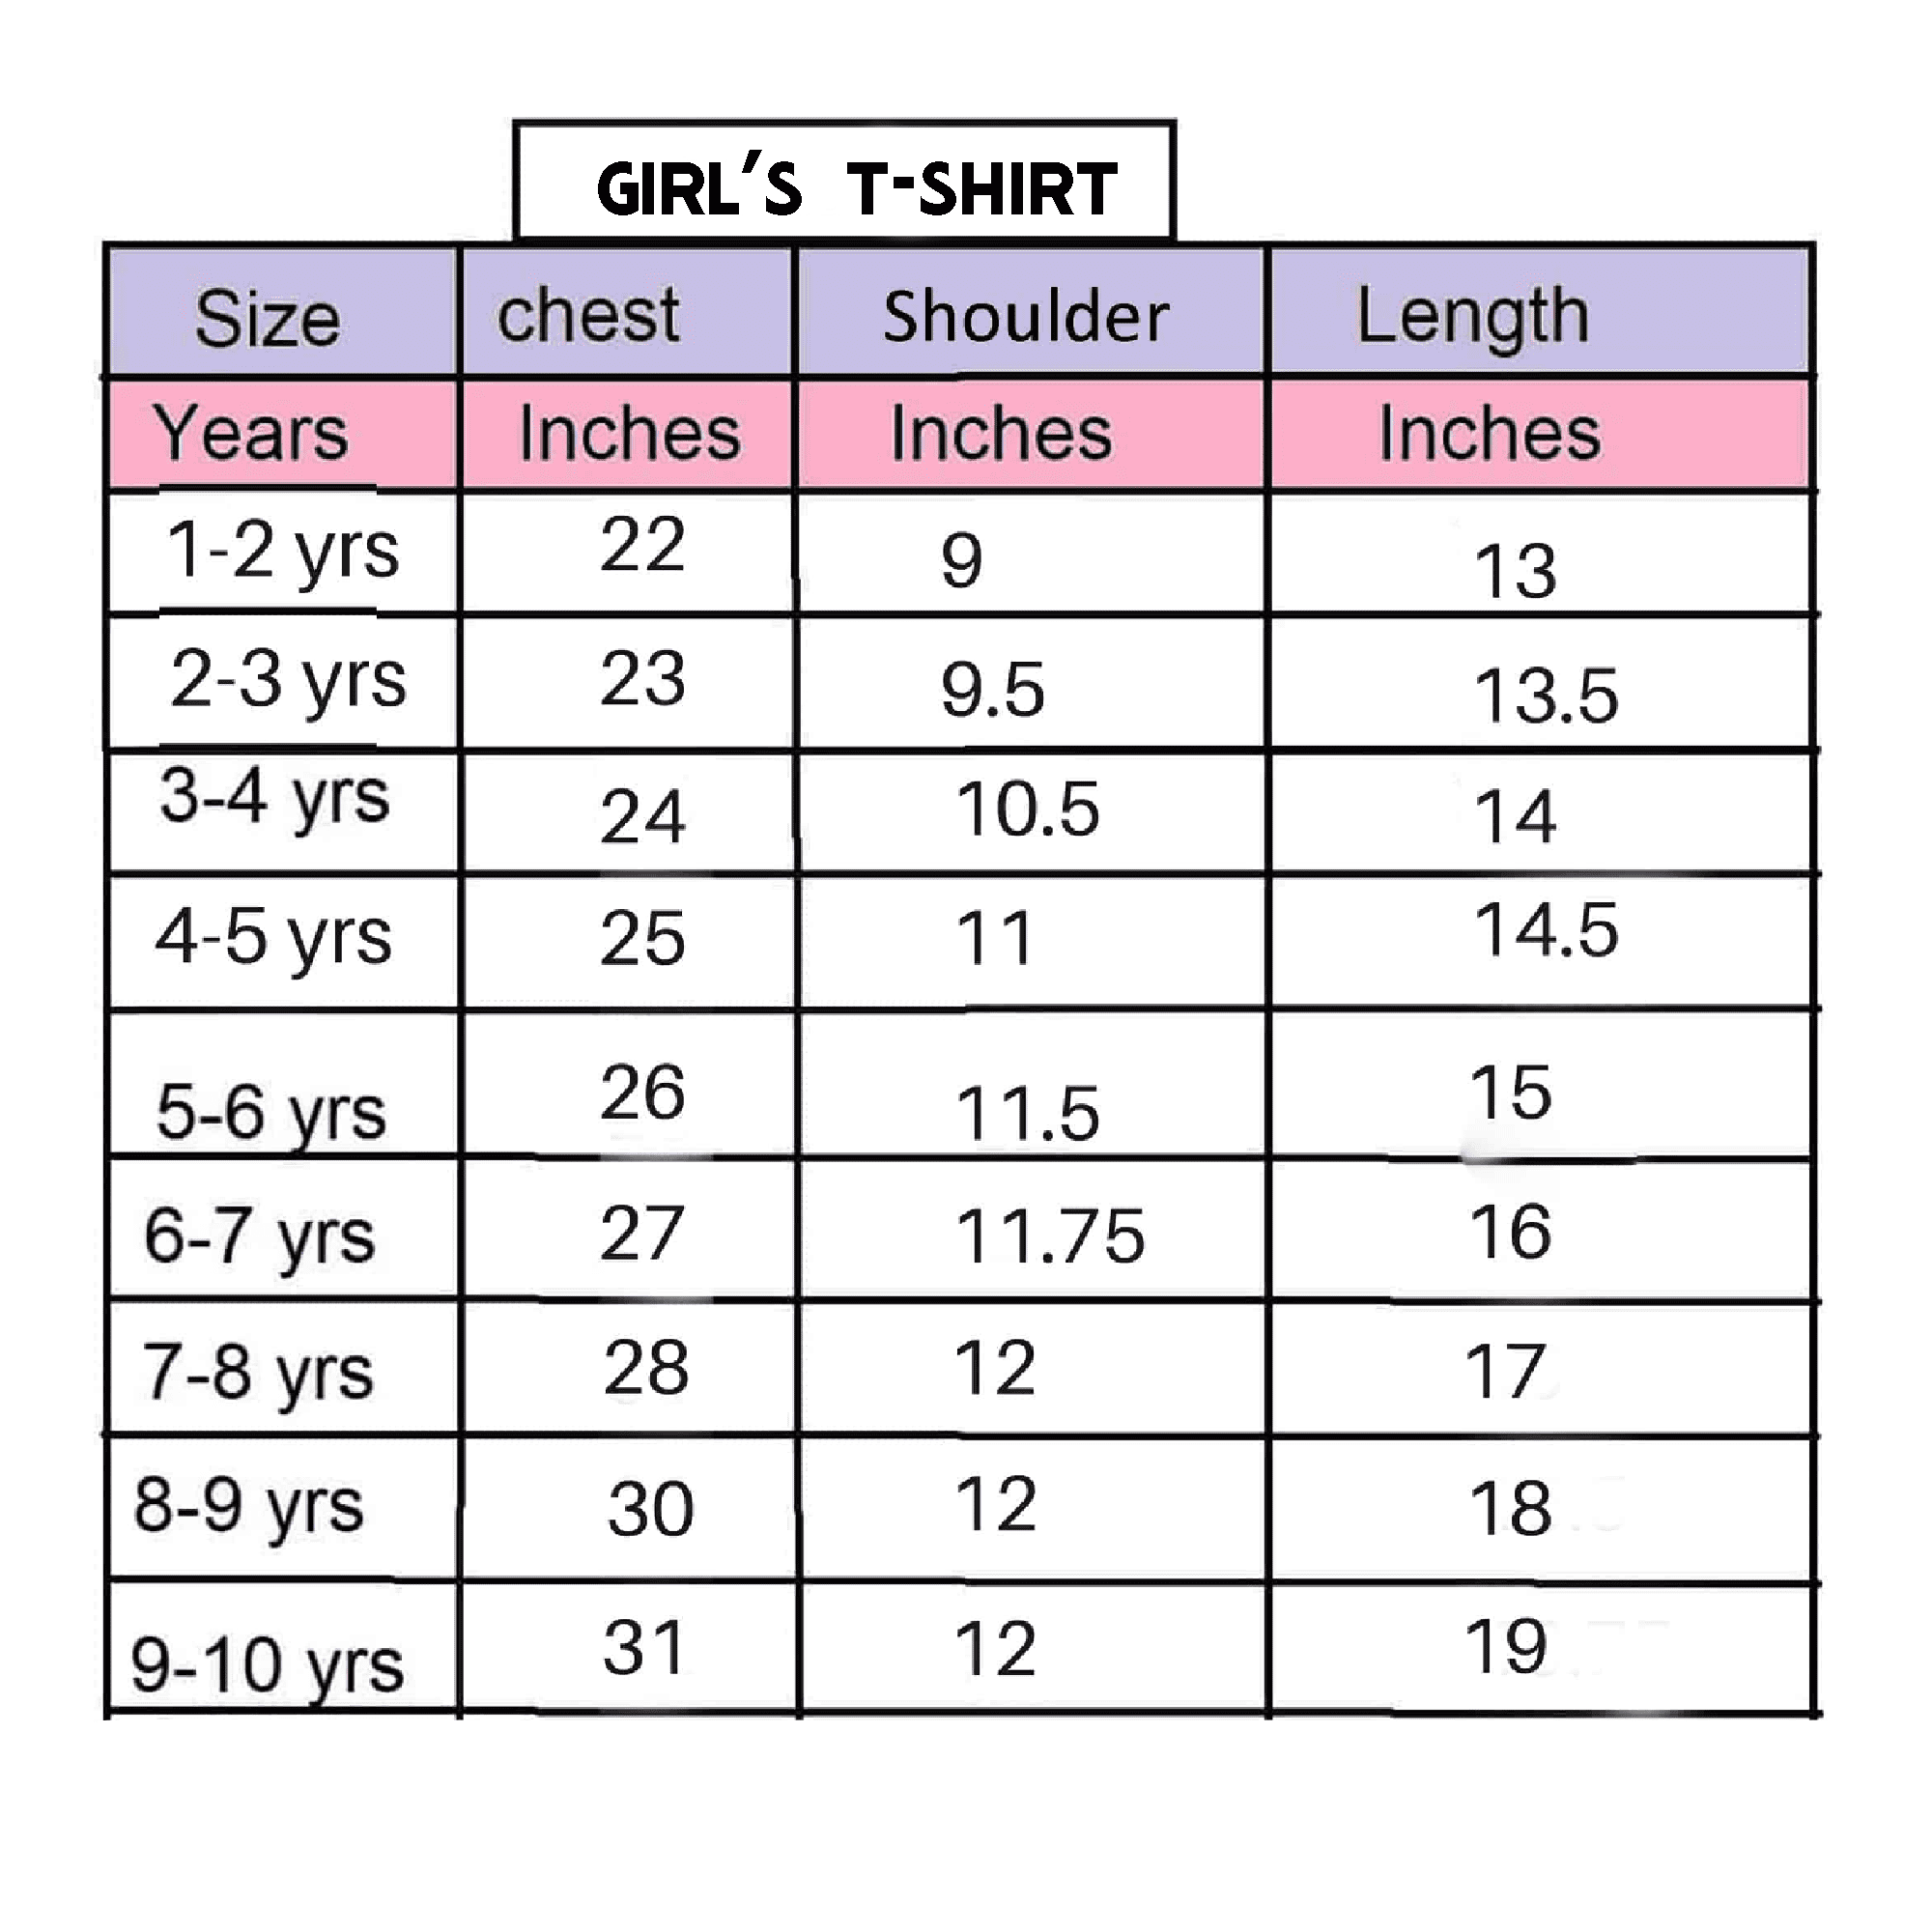 GIRL'S T-SHIRT
Size chest Shoulder Length
Years Inches Inches Inches
1-2 yrs 22 9 13
2-3 yrs 23 9.5 13.5
3-4 yrs 24 10.5 14
4-5 yrs 25 11 14.5
5-6 yrs 26 11.5 15
6-7 yrs 27 11.75 16
7-8 yrs 28 12 17
8-9 yrs 30 12 18
9-10 yrs 31 12 19